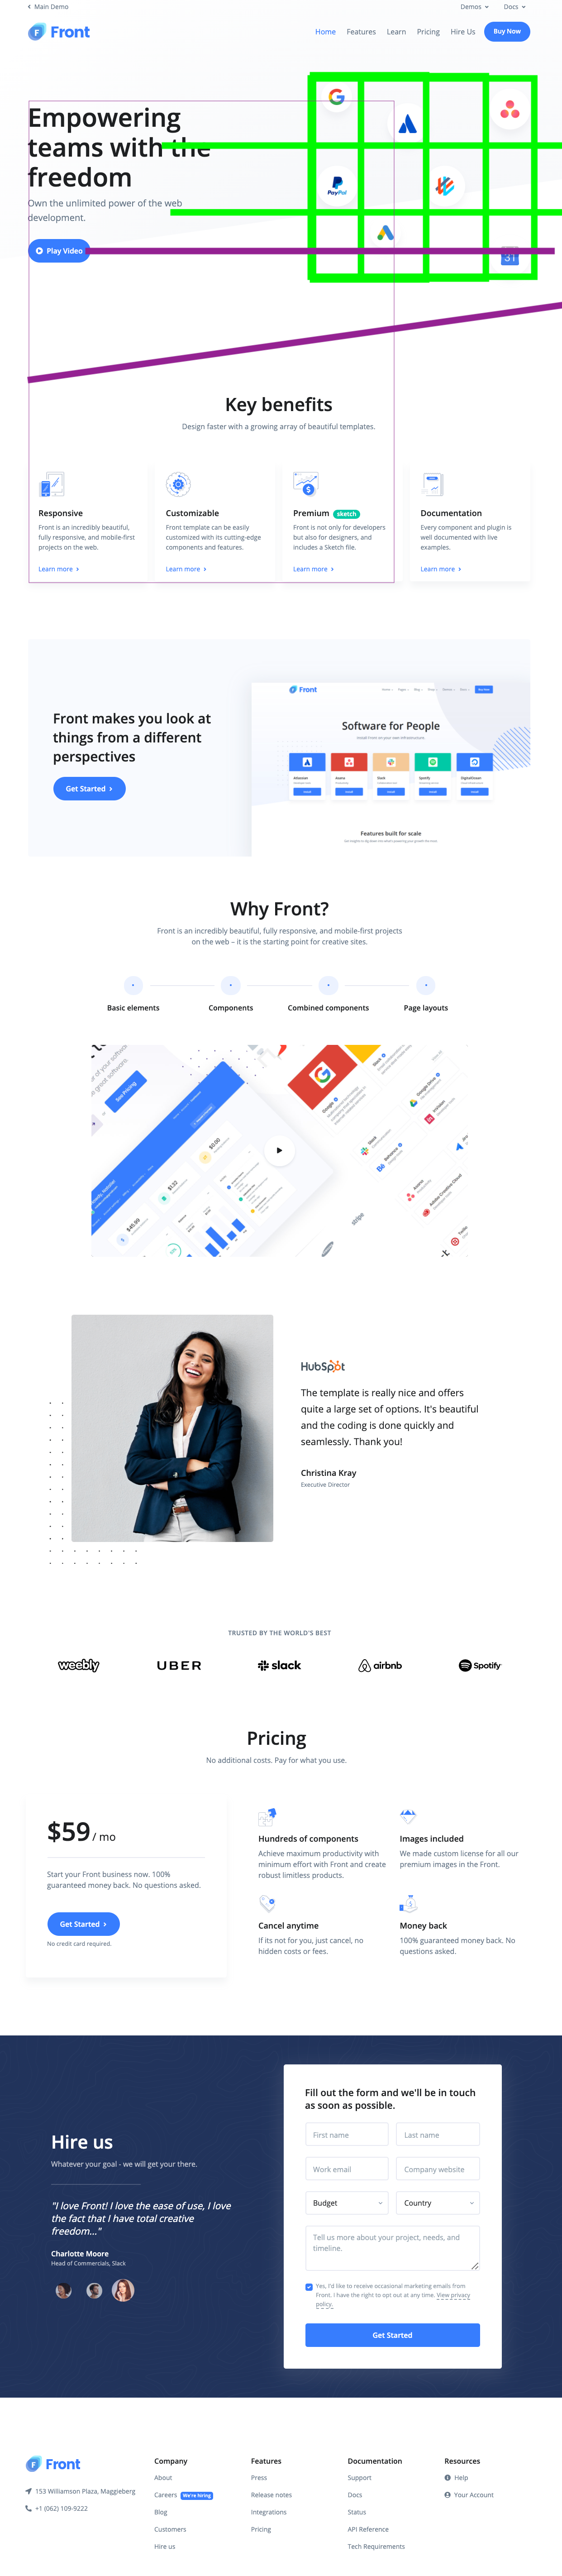 Main Demo
Demos
Docs
Front
Home
Features
Learn
Pricing
Hire Us
Buy Now
Empowering
teams with the
freedom
Own the unlimited power of the web
development.
Play Video
PayPal
31
Key benefits
Design faster with a growing array of beautiful templates.
Responsive
Front is an incredibly beautiful,
fully responsive, and mobile-first
projects on the web.
Learn more
Customizable
Front template can be easily
customized with its cutting-edge
components and features.
Learn more
Premium sketch
Front is not only for developers
but also for designers, and
includes a Sketch file.
Learn more
Documentation
Every component and plugin is
well documented with live
examples.
Learn more
Front makes you look at
things from a different
perspectives
Get Started
Front
Software for People
Features built for scale
Why Front?
Front is an incredibly beautiful, fully responsive, and mobile-first projects
on the web – it is the starting point for creative sites.
Basic elements
Components
Combined components
Page layouts
See Pricing
$0.00
$1.32
$45.99
Google
Slack
Google Drive
Behance
Adobe Creative Cloud
stripe
HubSpot
The template is really nice and offers
quite a large set of options. It's beautiful
and the coding is done quickly and
seamlessly. Thank you!
Christina Kray
Executive Director
TRUSTED BY THE WORLD'S BEST
weebly
UBER
slack
airbnb
Spotify
Pricing
No additional costs. Pay for what you use.
$59 / mo
Start your Front business now. 100%
guaranteed money back. No questions asked.
Get Started
No credit card required.
Hundreds of components
Achieve maximum productivity with
minimum effort with Front and create
robust limitless products.
Images included
We made custom license for all our
premium images in the Front.
Cancel anytime
If its not for you, just cancel, no
hidden costs or fees.
Money back
100% guaranteed money back. No
questions asked.
Hire us
Whatever your goal - we will get your there.
"I love Front! I love the ease of use, I love
the fact that I have total creative
freedom..."
Charlotte Moore
Head of Commercials, Slack
Fill out the form and we'll be in touch
as soon as possible.
First name
Last name
Work email
Company website
Budget
Country
Tell us more about your project, needs, and
timeline.
Yes, I'd like to receive occasional marketing emails from
Front. I have the right to opt out at any time. View privacy
policy.
Get Started
Front
153 Williamson Plaza, Maggieberg
+1 (062) 109-9222
Company
About
Careers We're hiring
Blog
Customers
Hire us
Features
Press
Release notes
Integrations
Pricing
Documentation
Support
Docs
Status
API Reference
Tech Requirements
Resources
Help
Your Account